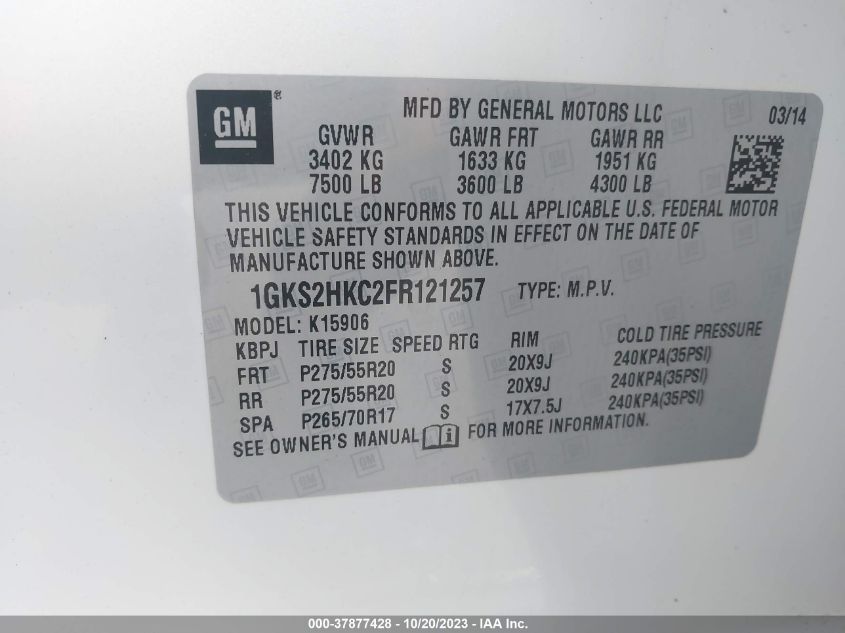 GM ®
MFD BY GENERAL MOTORS LLC 03/14
GVWR GAWR FRT GAWR RR
3402 KG 1633 KG 1951 KG
7500 LB 3600 LB 4300 LB
THIS VEHICLE CONFORMS TO ALL APPLICABLE U.S. FEDERAL MOTOR
VEHICLE SAFETY STANDARDS IN EFFECT ON THE DATE OF
MANUFACTURE SHOWN ABOVE.
1GKS2HKC2FR121257 TYPE: M.P.V.
MODEL: K15906
KBPJ TIRE SIZE SPEED RTG RIM COLD TIRE PRESSURE
FRT P275/55R20 S 20X9J 240KPA(35PSI)
RR P275/55R20 S 20X9J 240KPA(35PSI)
SPA P265/70R17 S 17X7.5J 240KPA(35PSI)
SEE OWNER'S MANUAL i FOR MORE INFORMATION.
000-37877428 - 10/20/2023 - IAA Inc.